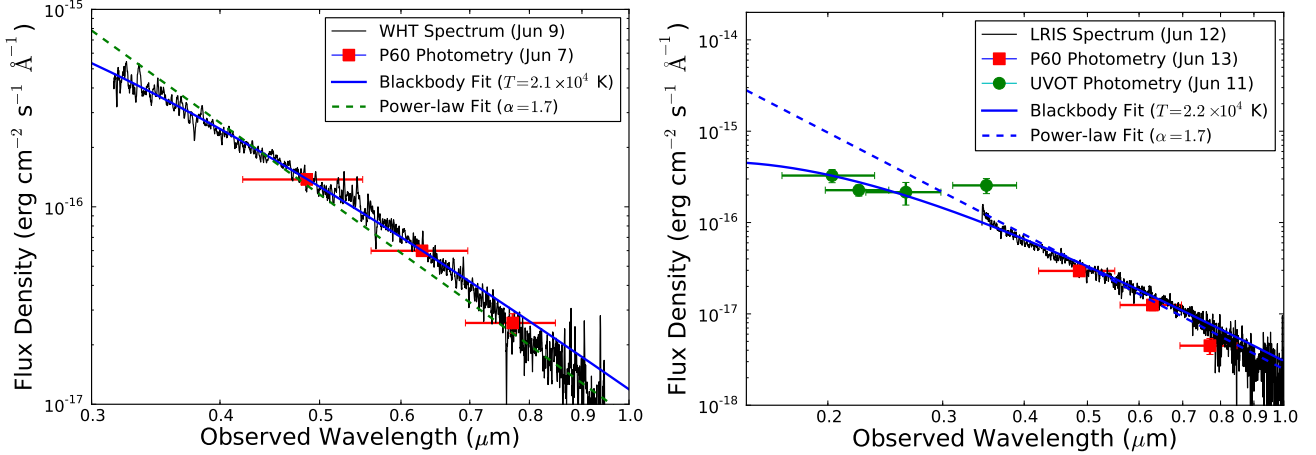 10⁻¹⁵
10⁻¹⁶
10⁻¹⁷
Flux Density (erg cm⁻² s⁻¹ Å⁻¹)
WHT Spectrum (Jun 9)
P60 Photometry (Jun 7)
Blackbody Fit (T=2.1×10⁴ K)
Power-law Fit (α=1.7)
0.3 0.4 0.5 0.6 0.7 0.8 0.9 1.0
Observed Wavelength (μm)
10⁻¹⁴
10⁻¹⁵
10⁻¹⁶
10⁻¹⁷
10⁻¹⁸
Flux Density (erg cm⁻² s⁻¹ Å⁻¹)
LRIS Spectrum (Jun 12)
P60 Photometry (Jun 13)
UVOT Photometry (Jun 11)
Blackbody Fit (T=2.2×10⁴ K)
Power-law Fit (α=1.7)
0.2 0.3 0.4 0.5 0.6 0.7 0.8 0.9 1.0
Observed Wavelength (μm)